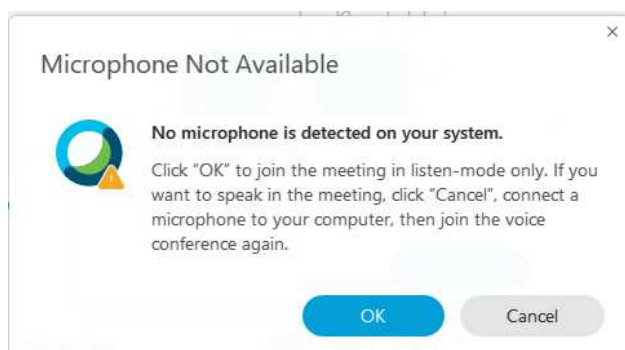 Microphone Not Available
No microphone is detected on your system.
Click "OK" to join the meeting in listen-mode only. If you
want to speak in the meeting, click "Cancel", connect a
microphone to your computer, then join the voice
conference again.
OK
Cancel